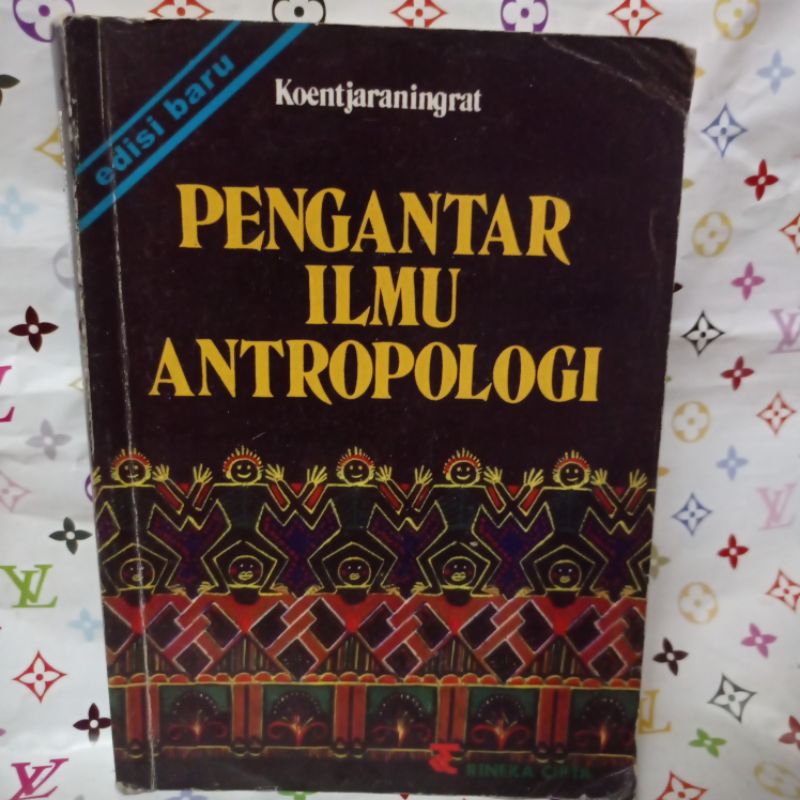 edisi baru
Koentjaraningrat
PENGANTAR
ILMU
ANTROPOLOGI
RINEKA CIPTA